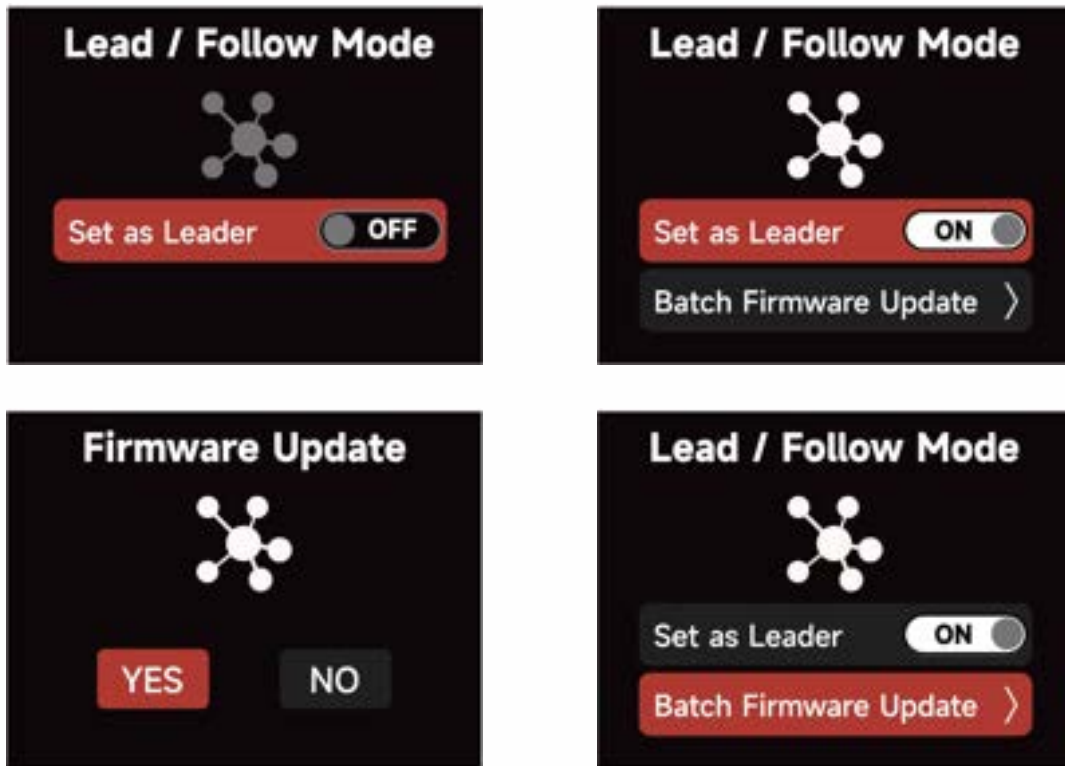 Lead / Follow Mode
Set as Leader OFF
Lead / Follow Mode
Set as Leader ON
Batch Firmware Update
Firmware Update
YES NO
Lead / Follow Mode
Set as Leader ON
Batch Firmware Update